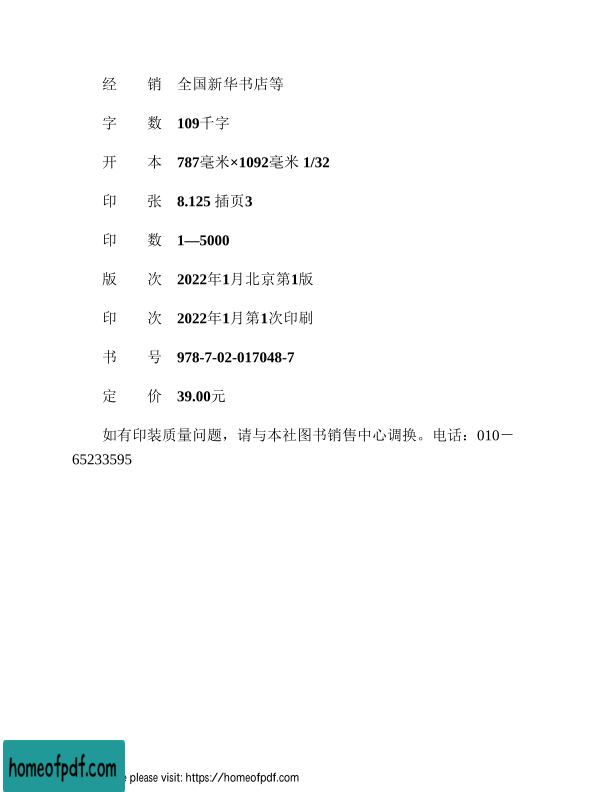 经　　销　全国新华书店等
字　　数　109千字
开　　本　787毫米×1092毫米 1/32
印　　张　8.125 插页3
印　　数　1—5000
版　　次　2022年1月北京第1版
印　　次　2022年1月第1次印刷
书　　号　978-7-02-017048-7
定　　价　39.00元
如有印装质量问题，请与本社图书销售中心调换。电话：010－
65233595
homeofpdf.com
please visit: https://homeofpdf.com